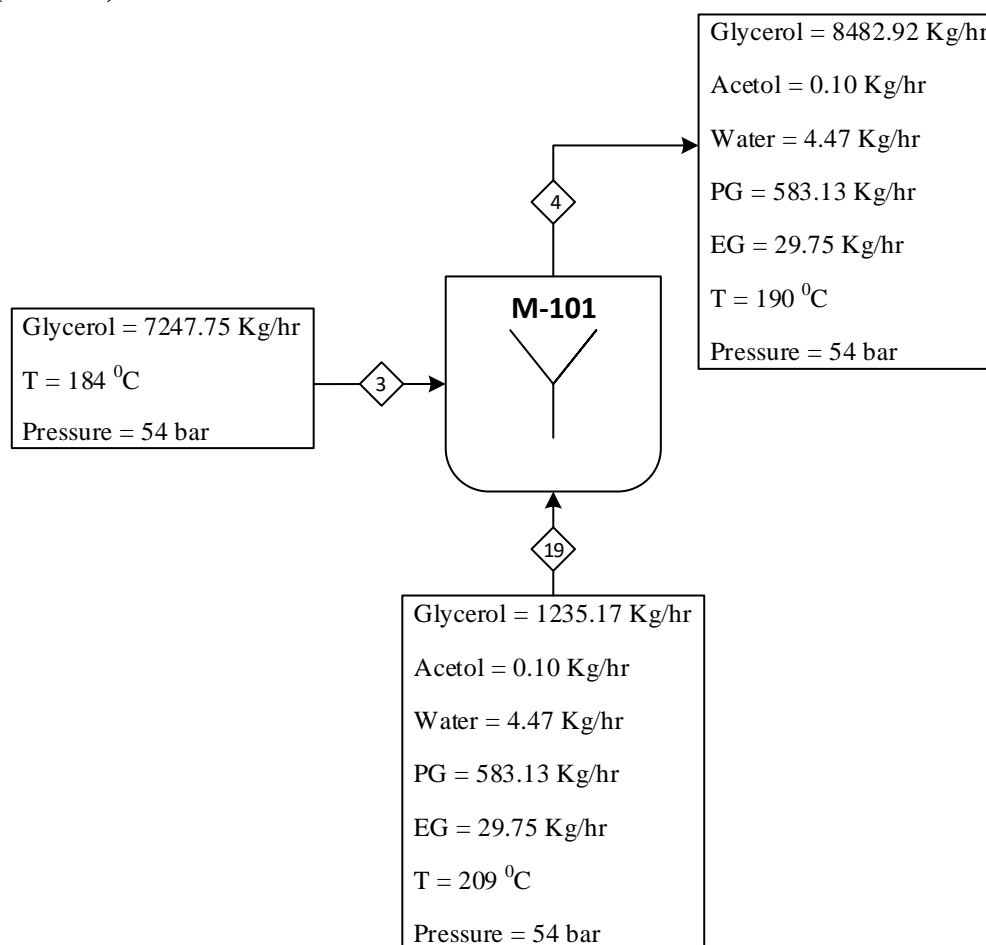 Glycerol = 8482.92 Kg/hr
Acetol = 0.10 Kg/hr
Water = 4.47 Kg/hr
PG = 583.13 Kg/hr
EG = 29.75 Kg/hr
T = 190 ⁰C
Pressure = 54 bar
4
M-101
Glycerol = 7247.75 Kg/hr
T = 184 ⁰C
Pressure = 54 bar
3
19
Glycerol = 1235.17 Kg/hr
Acetol = 0.10 Kg/hr
Water = 4.47 Kg/hr
PG = 583.13 Kg/hr
EG = 29.75 Kg/hr
T = 209 ⁰C
Pressure = 54 bar